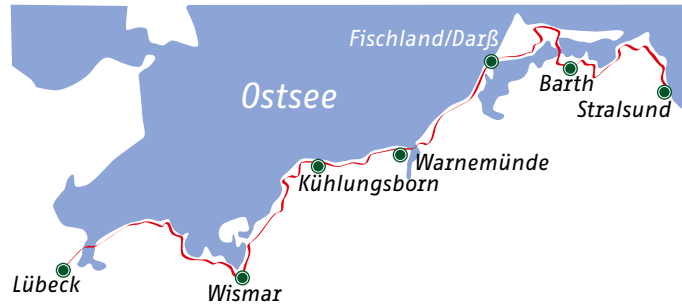 Fischland/Darß
Ostsee
Barth
Stralsund
Warnemünde
Kühlungsborn
Lübeck
Wismar